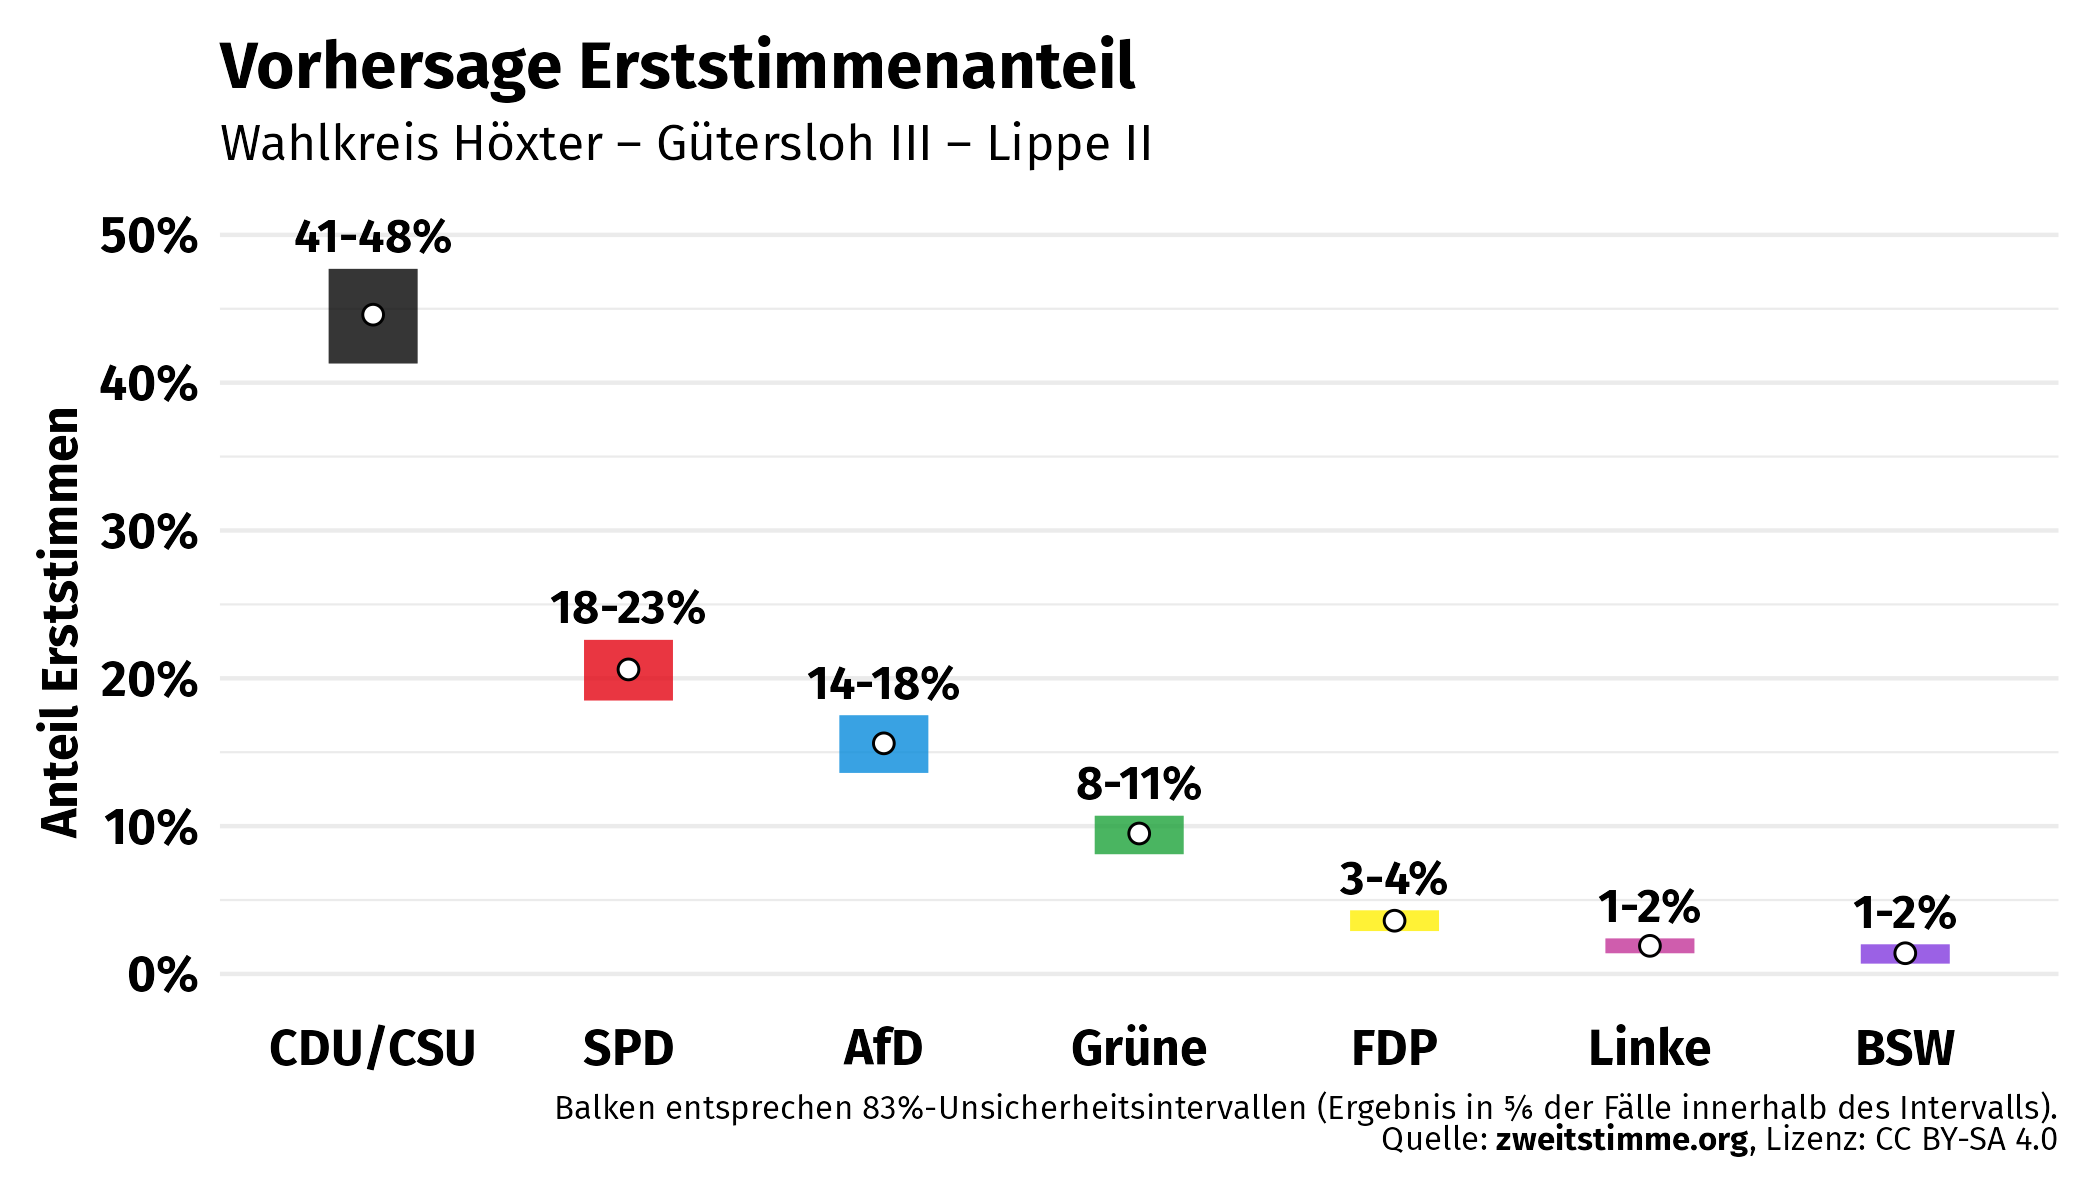 Vorhersage Erststimmenanteil
Wahlkreis Höxter – Gütersloh III – Lippe II
Anteil Erststimmen
50%
40%
30%
20%
10%
0%
41-48%
18-23%
14-18%
8-11%
3-4%
1-2%
1-2%
CDU/CSU
SPD
AfD
Grüne
FDP
Linke
BSW
Balken entsprechen 83%-Unsicherheitsintervallen (Ergebnis in ⅚ der Fälle innerhalb des Intervalls).
Quelle: zweitstimme.org, Lizenz: CC BY-SA 4.0